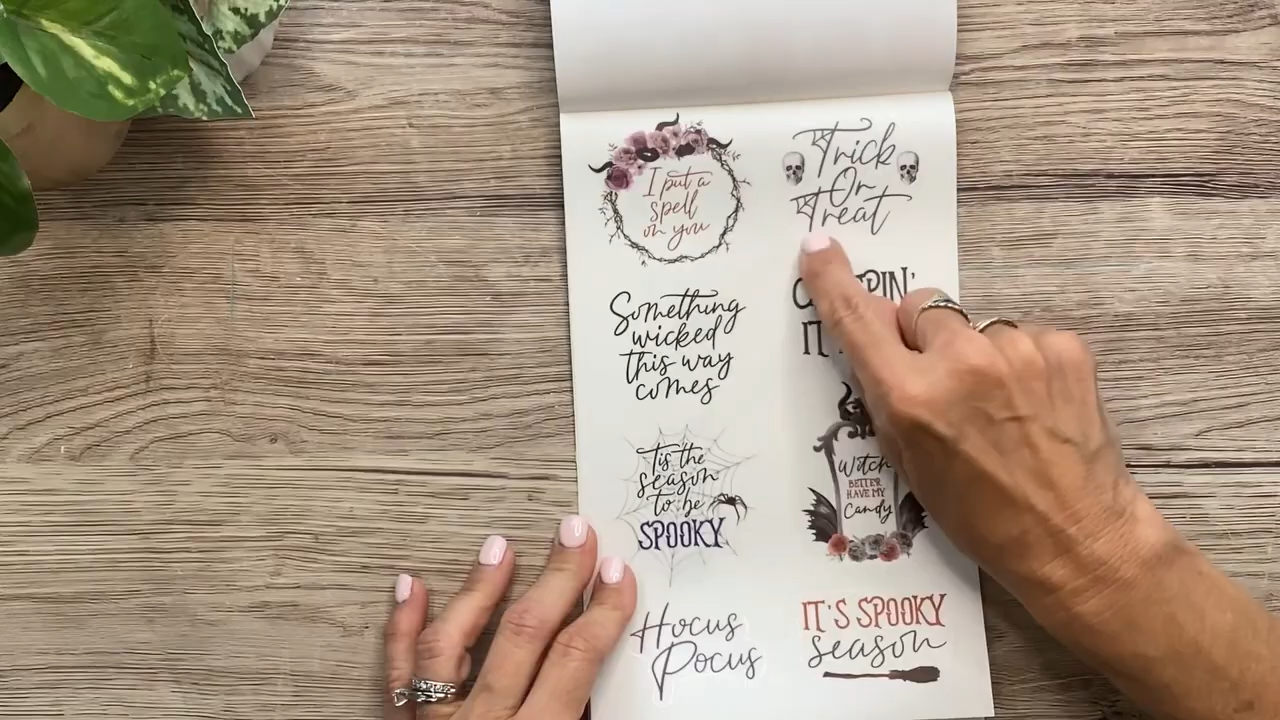 I put a
spell
on you
Trick
Or
Treat
Something
wicked
this way
comes
IT
'Tis the
season
to be
SPOOKY
Witch
BETTER
HAVE MY
Candy
Hocus
Pocus
IT'S SPOOKY
season